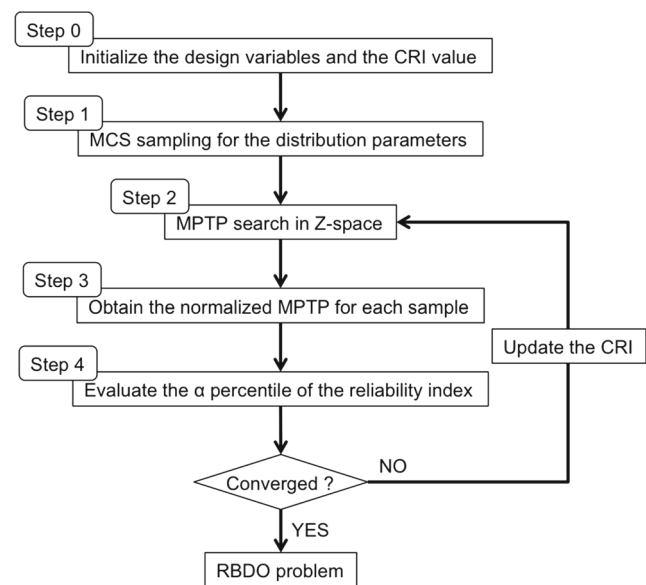 Step 0
Initialize the design variables and the CRI value
Step 1
MCS sampling for the distribution parameters
Step 2
MPTP search in Z-space
Step 3
Obtain the normalized MPTP for each sample
Update the CRI
Step 4
Evaluate the α percentile of the reliability index
Converged ?
NO
YES
RBDO problem